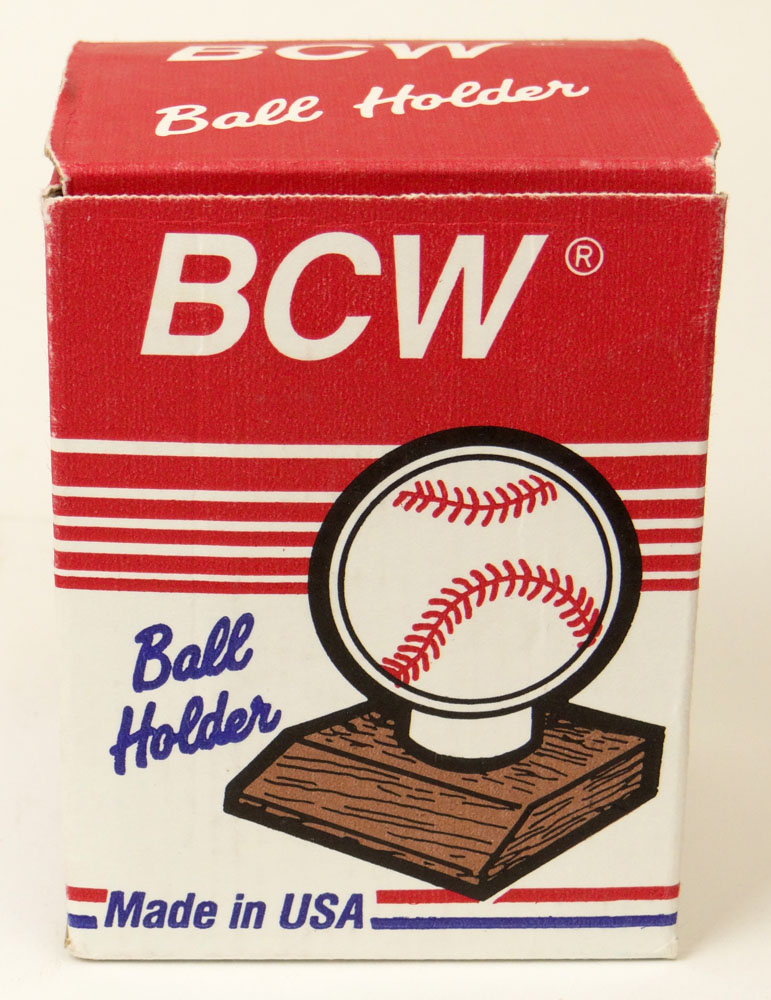 BCW
Ball Holder
BCW®
Ball
Holder
Made in USA